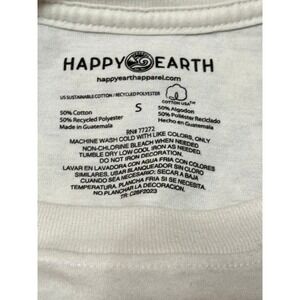 HAPPY EARTH
happyearthapparel.com
US SUSTAINABLE COTTON / RECYCLED POLYESTER
COTTON USA™
S
50% Cotton
50% Recycled Polyester
Made in Guatemala
50% Algodon
50% Poliéster Reciclado
Hecho en Guatemala
RN# 77272
MACHINE WASH COLD WITH LIKE COLORS, ONLY
NON-CHLORINE BLEACH WHEN NEEDED
TUMBLE DRY LOW COOL IRON AS NEEDED.
DO NOT IRON DECORATION.
LAVAR EN LAVADORA CON AGUA FRIA CON COLORES
SIMILARES, USAR BLANQUEADOR SIN CLORO
CUANDO SEA NECESARIO; SECAR A BAJA
TEMPERATURA. PLANCHA FRIA SI ES NECESARIO.
NO PLANCHAR LA DECORACION.
TR: C26F2023